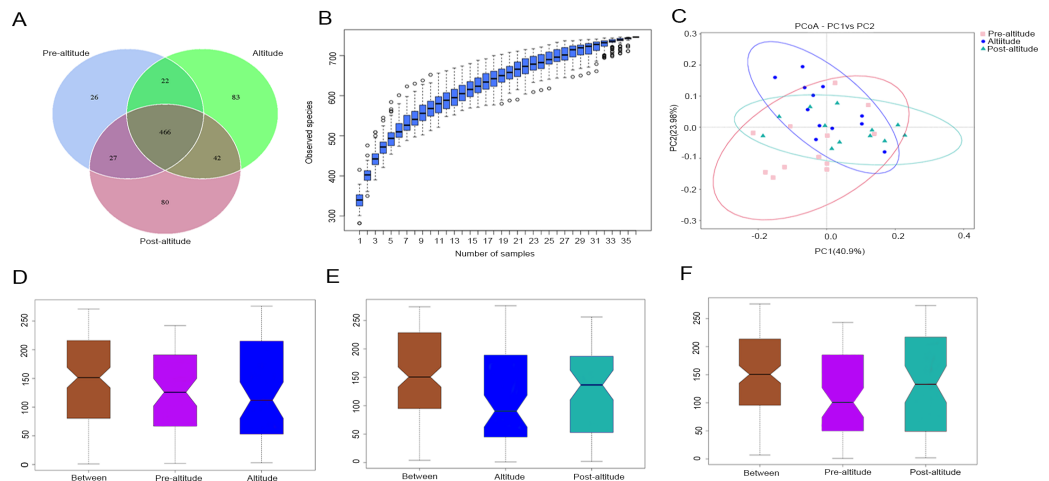 A
Pre-altitude
Altitude
26
22
83
466
27
42
80
Post-altitude
B
Observed species
700
600
500
400
300
1 3 5 7 9 11 13 15 17 19 21 23 25 27 29 31 33 35
Number of samples
C
PCoA - PC1vs PC2
Pre-altitude
Altiitude
Post-altitude
PC2(23.98%)
0.3
0.2
0.1
0.0
-0.1
-0.2
-0.3
-0.2 0.0 0.2 0.4
PC1(40.9%)
D
250
200
150
100
50
0
Between Pre-altitude Altitude
E
250
200
150
100
50
0
Between Altitude Post-altitude
F
250
200
150
100
50
0
Between Pre-altitude Post-altitude